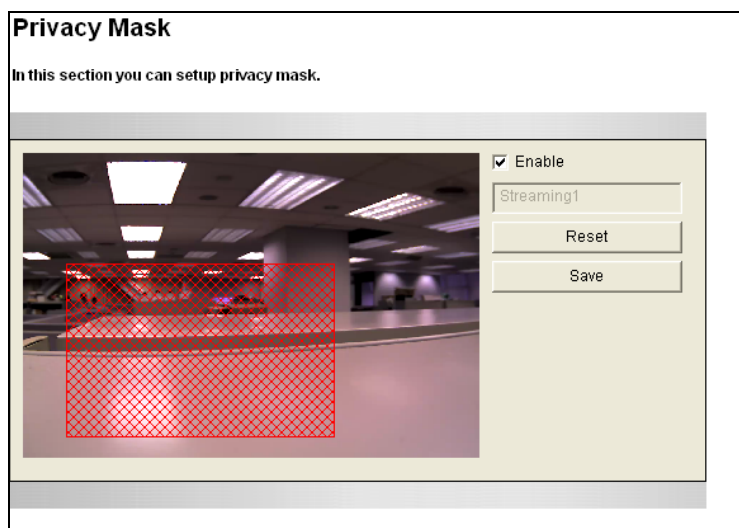 Privacy Mask
In this section you can setup privacy mask.
Enable
Streaming1
Reset
Save